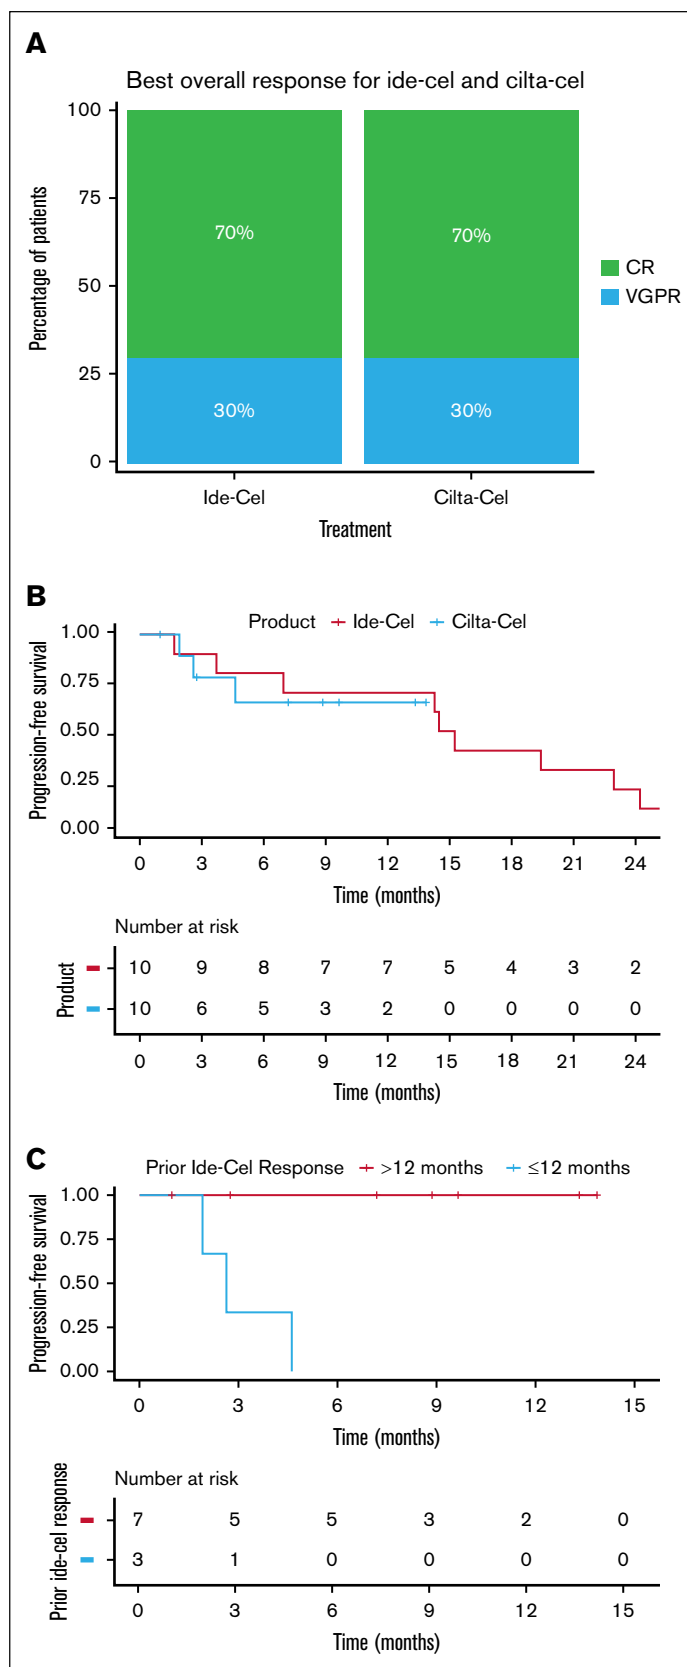 A
Best overall response for ide-cel and cilta-cel
Percentage of patients
100
75
50
25
0
70%
70%
30%
30%
CR
VGPR
Ide-Cel
Cilta-Cel
Treatment
B
Product Ide-Cel Cilta-Cel
Progression-free survival
1.00
0.75
0.50
0.25
0.00
0 3 6 9 12 15 18 21 24
Time (months)
Number at risk
Product
10 9 8 7 7 5 4 3 2
10 6 5 3 2 0 0 0 0
0 3 6 9 12 15 18 21 24
Time (months)
C
Prior Ide-Cel Response >12 months ≤12 months
Progression-free survival
1.00
0.75
0.50
0.25
0.00
0 3 6 9 12 15
Time (months)
Number at risk
Prior ide-cel response
7 5 5 3 2 0
3 1 0 0 0 0
0 3 6 9 12 15
Time (months)